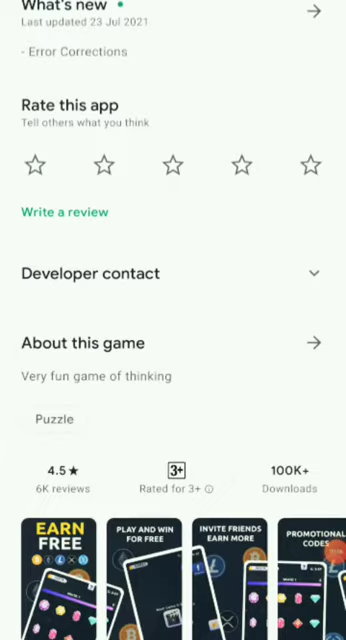 What's new
Last updated 23 Jul 2021
- Error Corrections
Rate this app
Tell others what you think
Write a review
Developer contact
About this game
Very fun game of thinking
Puzzle
4.5★
3+
100K+
6K reviews
Rated for 3+
Downloads
EARN
FREE
PLAY AND WIN
FOR FREE
INVITE FRIENDS
EARN MORE
PROMOTIONAL
CODES